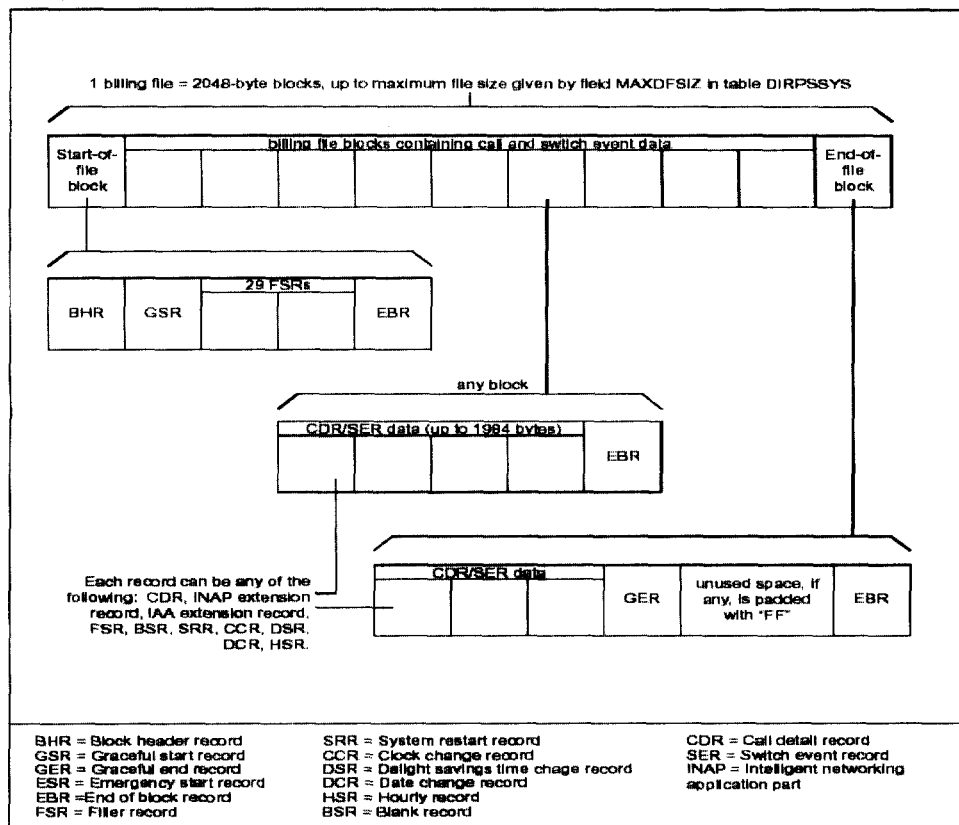 1 billing file = 2048-byte blocks, up to maximum file size given by field MAXDFSIZ in table DIRPSSYS
billing file blocks containing call and switch event data
Start-of-
file
block
End-of-
file
block
29 FSRs
BHR
GSR
EBR
any block
CDR/SER data (up to 1984 bytes)
EBR
Each record can be any of the
following: CDR, INAP extension
record, IAA extension record,
FSR, BSR, SRR, CCR, DSR,
DCR, HSR.
CDR/SER data
GER
unused space, if
any, is padded
with "FF"
EBR
BHR = Block header record
GSR = Graceful start record
GER = Graceful end record
ESR = Emergency start record
EBR =End of block record
FSR = Filler record
SRR = System restart record
CCR = Clock change record
DSR = Dalight savings time chage record
DCR = Date change record
HSR = Hourly record
BSR = Blank record
CDR = Call detail record
SER = Switch event record
INAP = Intelligent networking
application part